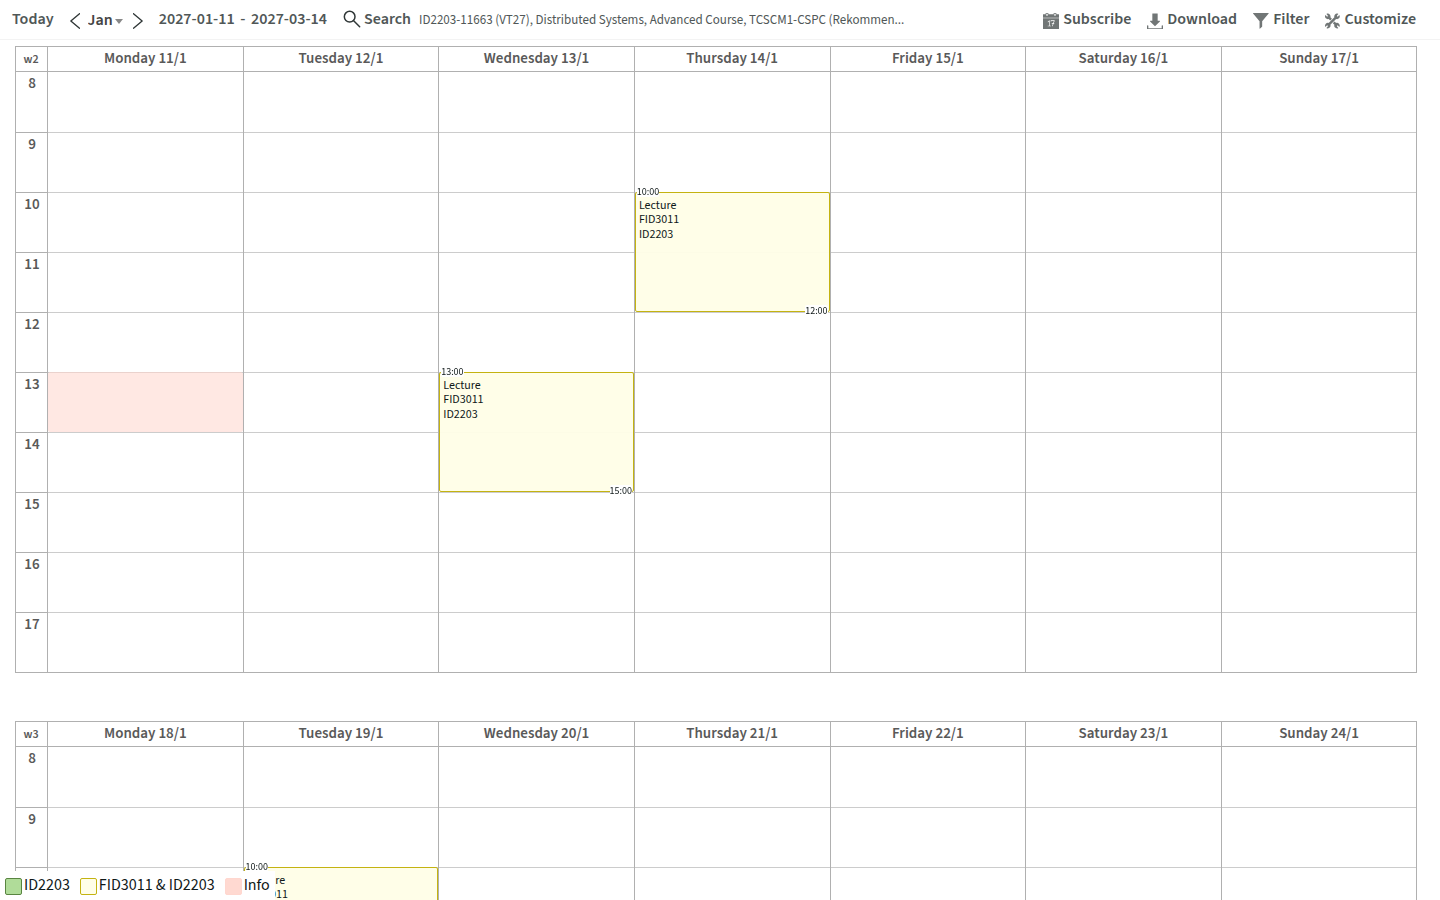 Today Jan 2027-01-11 - 2027-03-14 Search ID2203-11663 (VT27), Distributed Systems, Advanced Course, TCSCM1-CSPC (Rekommen... 17 Subscribe Download Filter Customize
w2 Monday 11/1 Tuesday 12/1 Wednesday 13/1 Thursday 14/1 Friday 15/1 Saturday 16/1 Sunday 17/1
8
9
10:00
10
Lecture
FID3011
ID2203
11
12:00
12
13:00
13
Lecture
FID3011
ID2203
14
15:00
15
16
17
w3 Monday 18/1 Tuesday 19/1 Wednesday 20/1 Thursday 21/1 Friday 22/1 Saturday 23/1 Sunday 24/1
8
9
10:00
re
11
ID2203 FID3011 & ID2203 Info